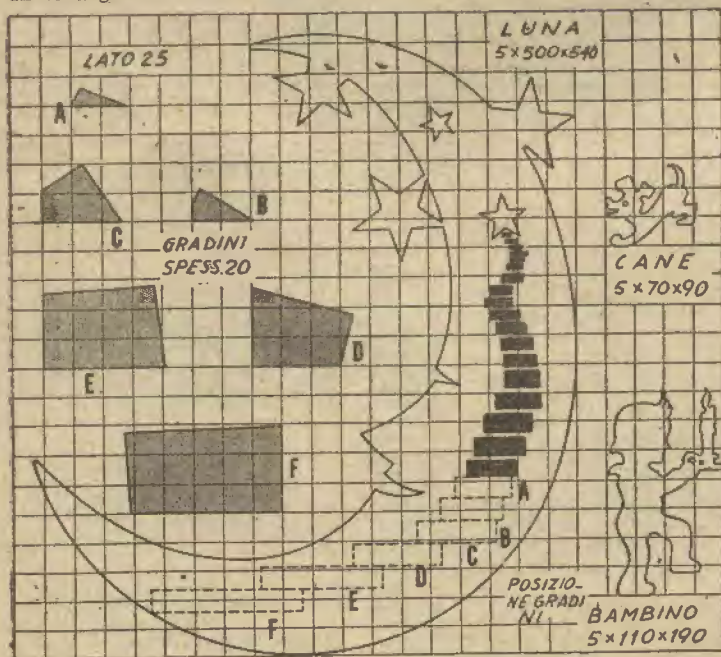 LUNA
5×500×540
LATO 25
A
B
C
GRADINI
SPESS.20
CANE
5×70×90
E
D
F
A
B
C
D
E
F
POSIZIO-
NE GRADI
NI.
BAMBINO
5×110×190